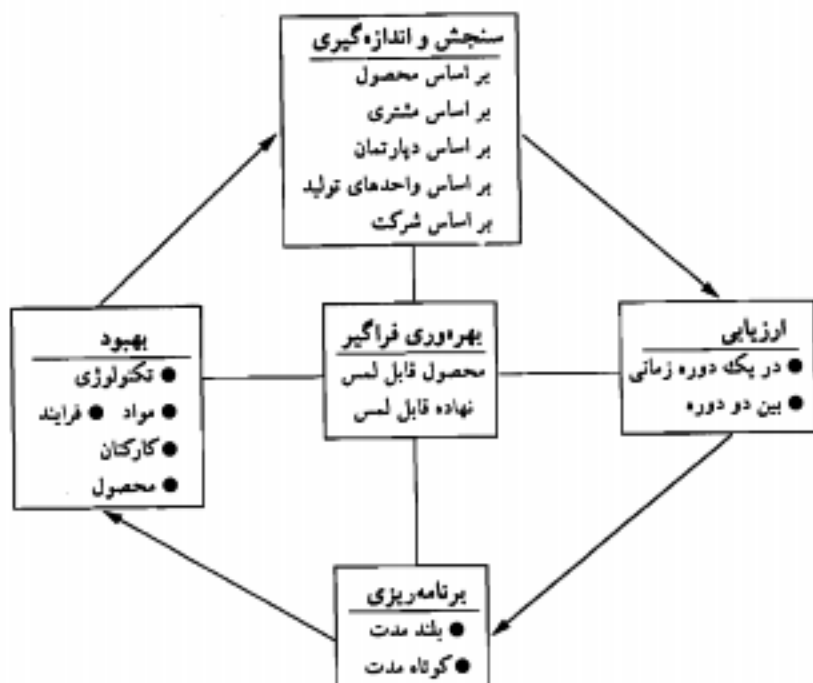 سنجش و اندازه‌گیری
بر اساس محصول
بر اساس مشتری
بر اساس دپارتمان
بر اساس واحدهای تولید
بر اساس شرکت
بهبود
● تکنولوژی
● مواد ● فرایند
● کارکنان
● محصول
بهره‌وری فراگیر
محصول قابل لمس
نهاده قابل لمس
ارزیابی
● در یک دوره زمانی
● بین دو دوره
برنامه‌ریزی
● بلند مدت
● کوتاه مدت